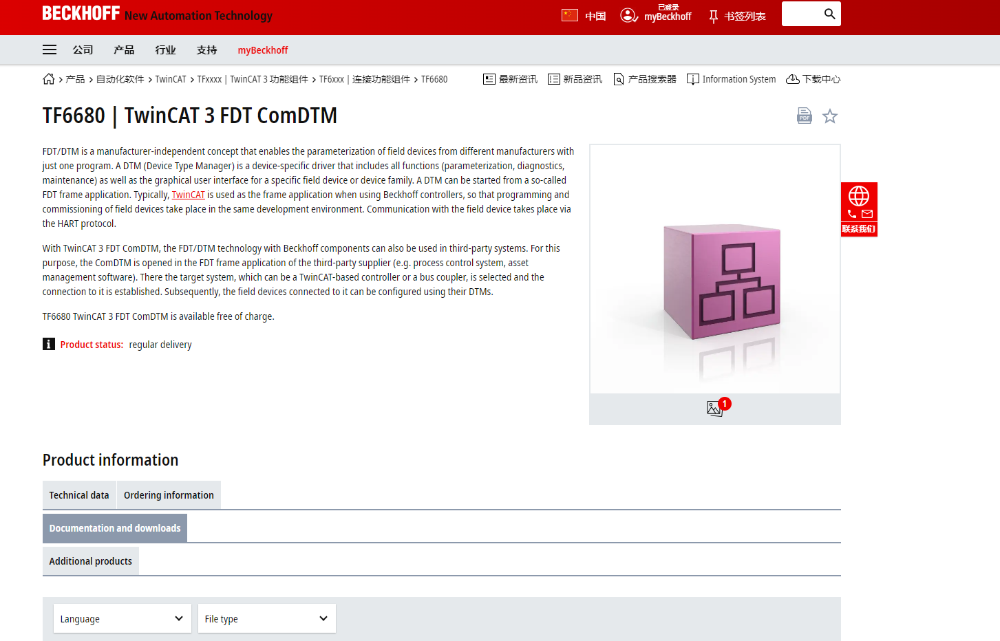 BECKHOFF New Automation Technology
中国
已登录
myBeckhoff
书签列表
公司 产品 行业 支持 myBeckhoff
产品 > 自动化软件 > TwinCAT > TFxxxx | TwinCAT 3 功能组件 > TF6xxx | 连接功能组件 > TF6680
最新资讯 新品资讯 产品搜索器 Information System 下载中心
TF6680 | TwinCAT 3 FDT ComDTM
PDF
FDT/DTM is a manufacturer-independent concept that enables the parameterization of field devices from different manufacturers with
just one program. A DTM (Device Type Manager) is a device-specific driver that includes all functions (parameterization, diagnostics,
maintenance) as well as the graphical user interface for a specific field device or device family. A DTM can be started from a so-called
FDT frame application. Typically, TwinCAT is used as the frame application when using Beckhoff controllers, so that programming and
commissioning of field devices take place in the same development environment. Communication with the field device takes place via
the HART protocol.
With TwinCAT 3 FDT ComDTM, the FDT/DTM technology with Beckhoff components can also be used in third-party systems. For this
purpose, the ComDTM is opened in the FDT frame application of the third-party supplier (e.g. process control system, asset
management software). There the target system, which can be a TwinCAT-based controller or a bus coupler, is selected and the
connection to it is established. Subsequently, the field devices connected to it can be configured using their DTMs.
TF6680 TwinCAT 3 FDT ComDTM is available free of charge.
Product status: regular delivery
联系我们
1
Product information
Technical data Ordering information
Documentation and downloads
Additional products
Language File type